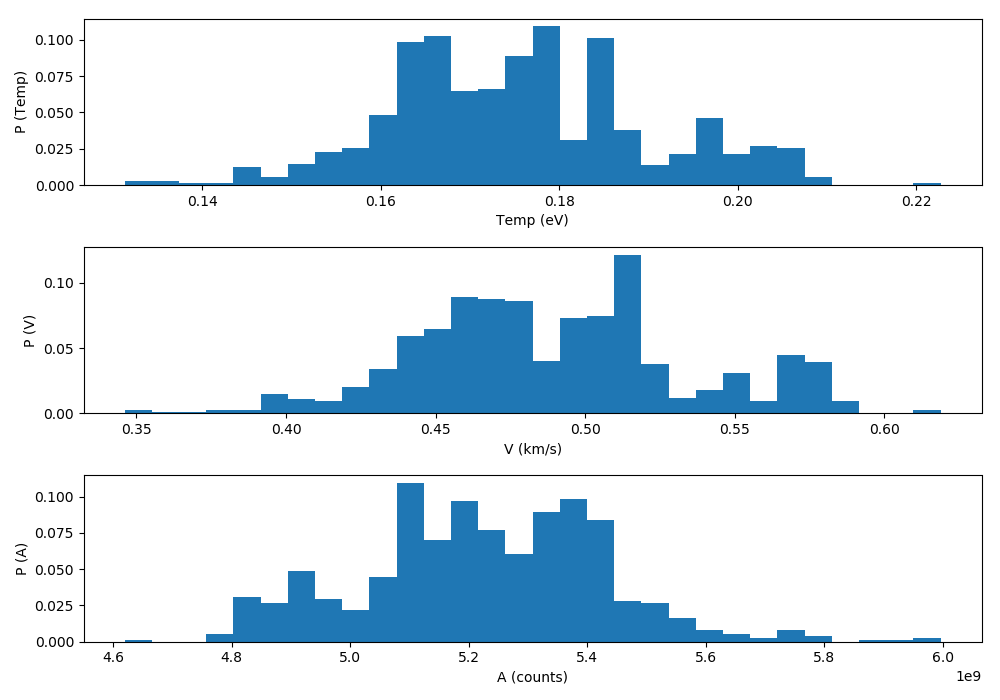 P (Temp)
0.100
0.075
0.050
0.025
0.000
0.14 0.16 0.18 0.20 0.22
Temp (eV)
P (V)
0.10
0.05
0.00
0.35 0.40 0.45 0.50 0.55 0.60
V (km/s)
P (A)
0.100
0.075
0.050
0.025
0.000
4.6 4.8 5.0 5.2 5.4 5.6 5.8 6.0
1e9
A (counts)